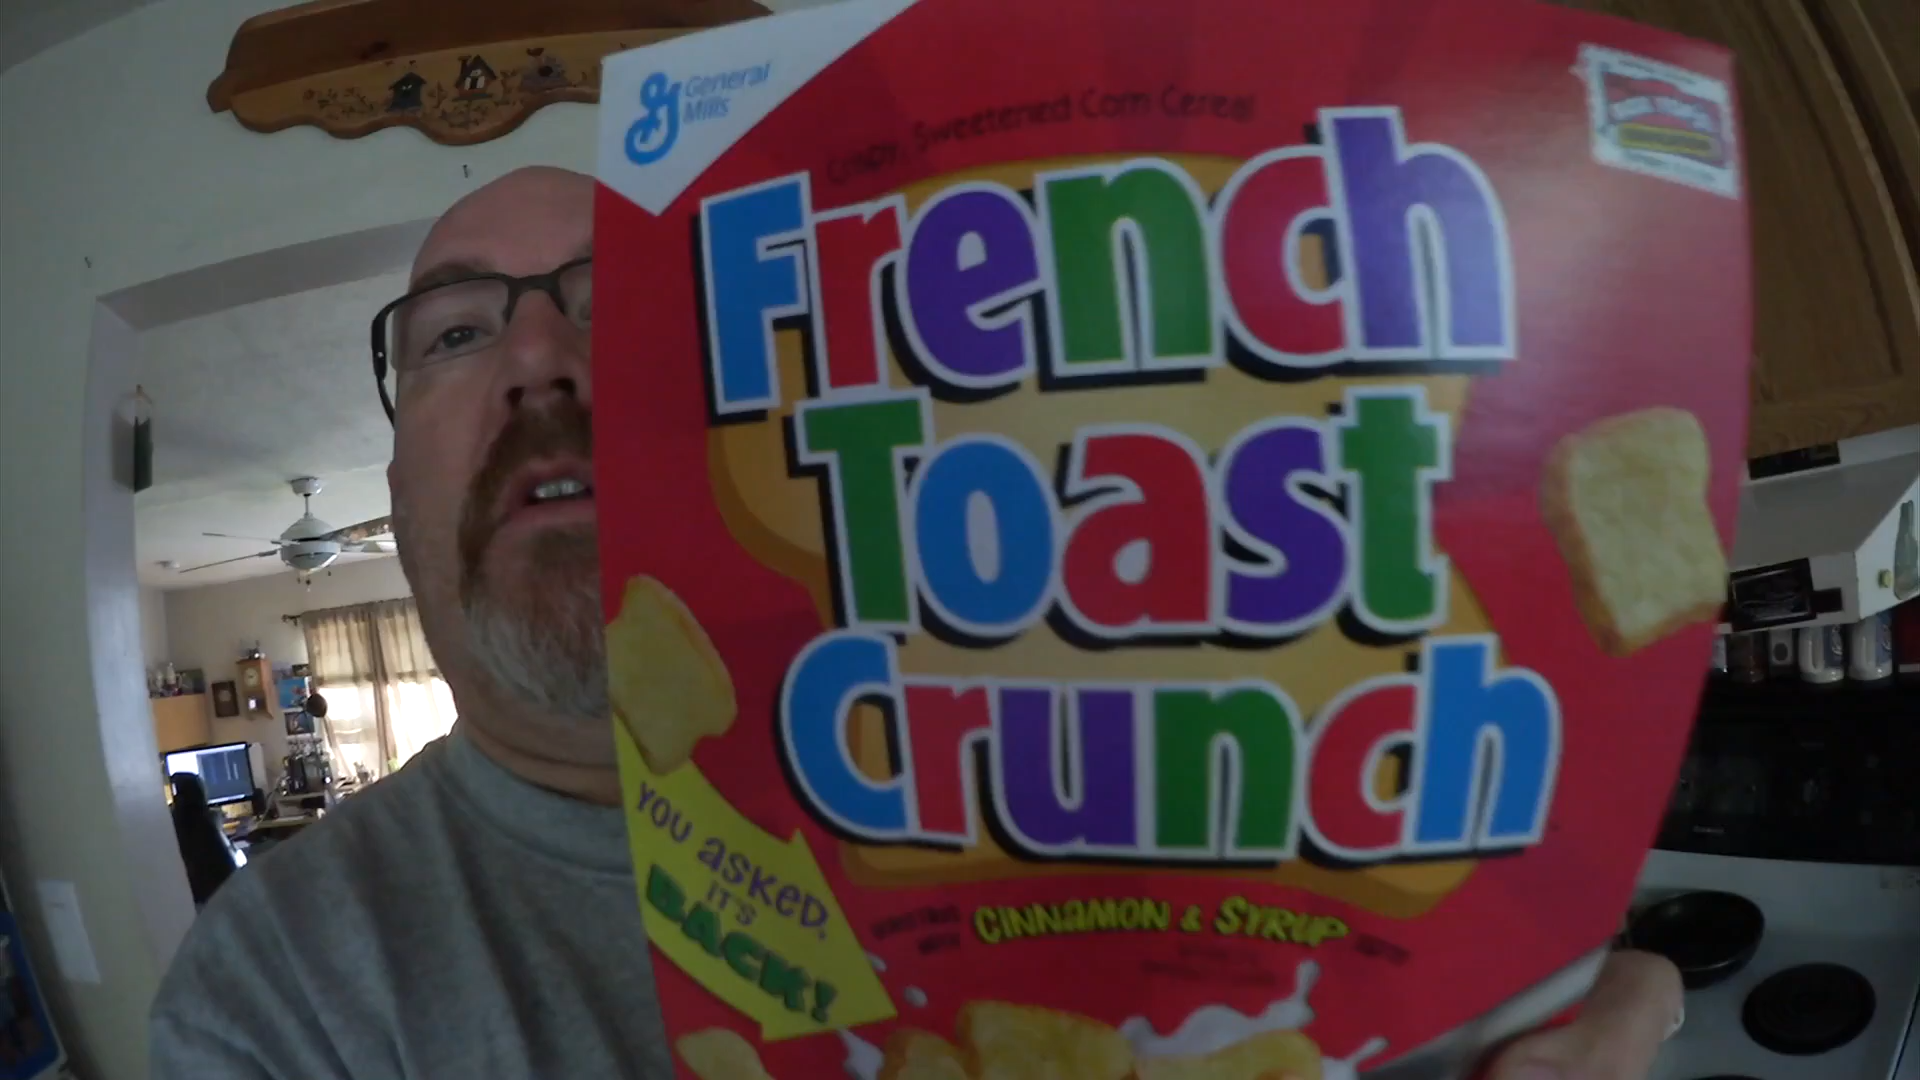 General
Mills
Crispy, Sweetened Corn Cereal
French
Toast
Crunch
YOU asKeD,
IT'S
BACK!
CINNaMON & SYRUP